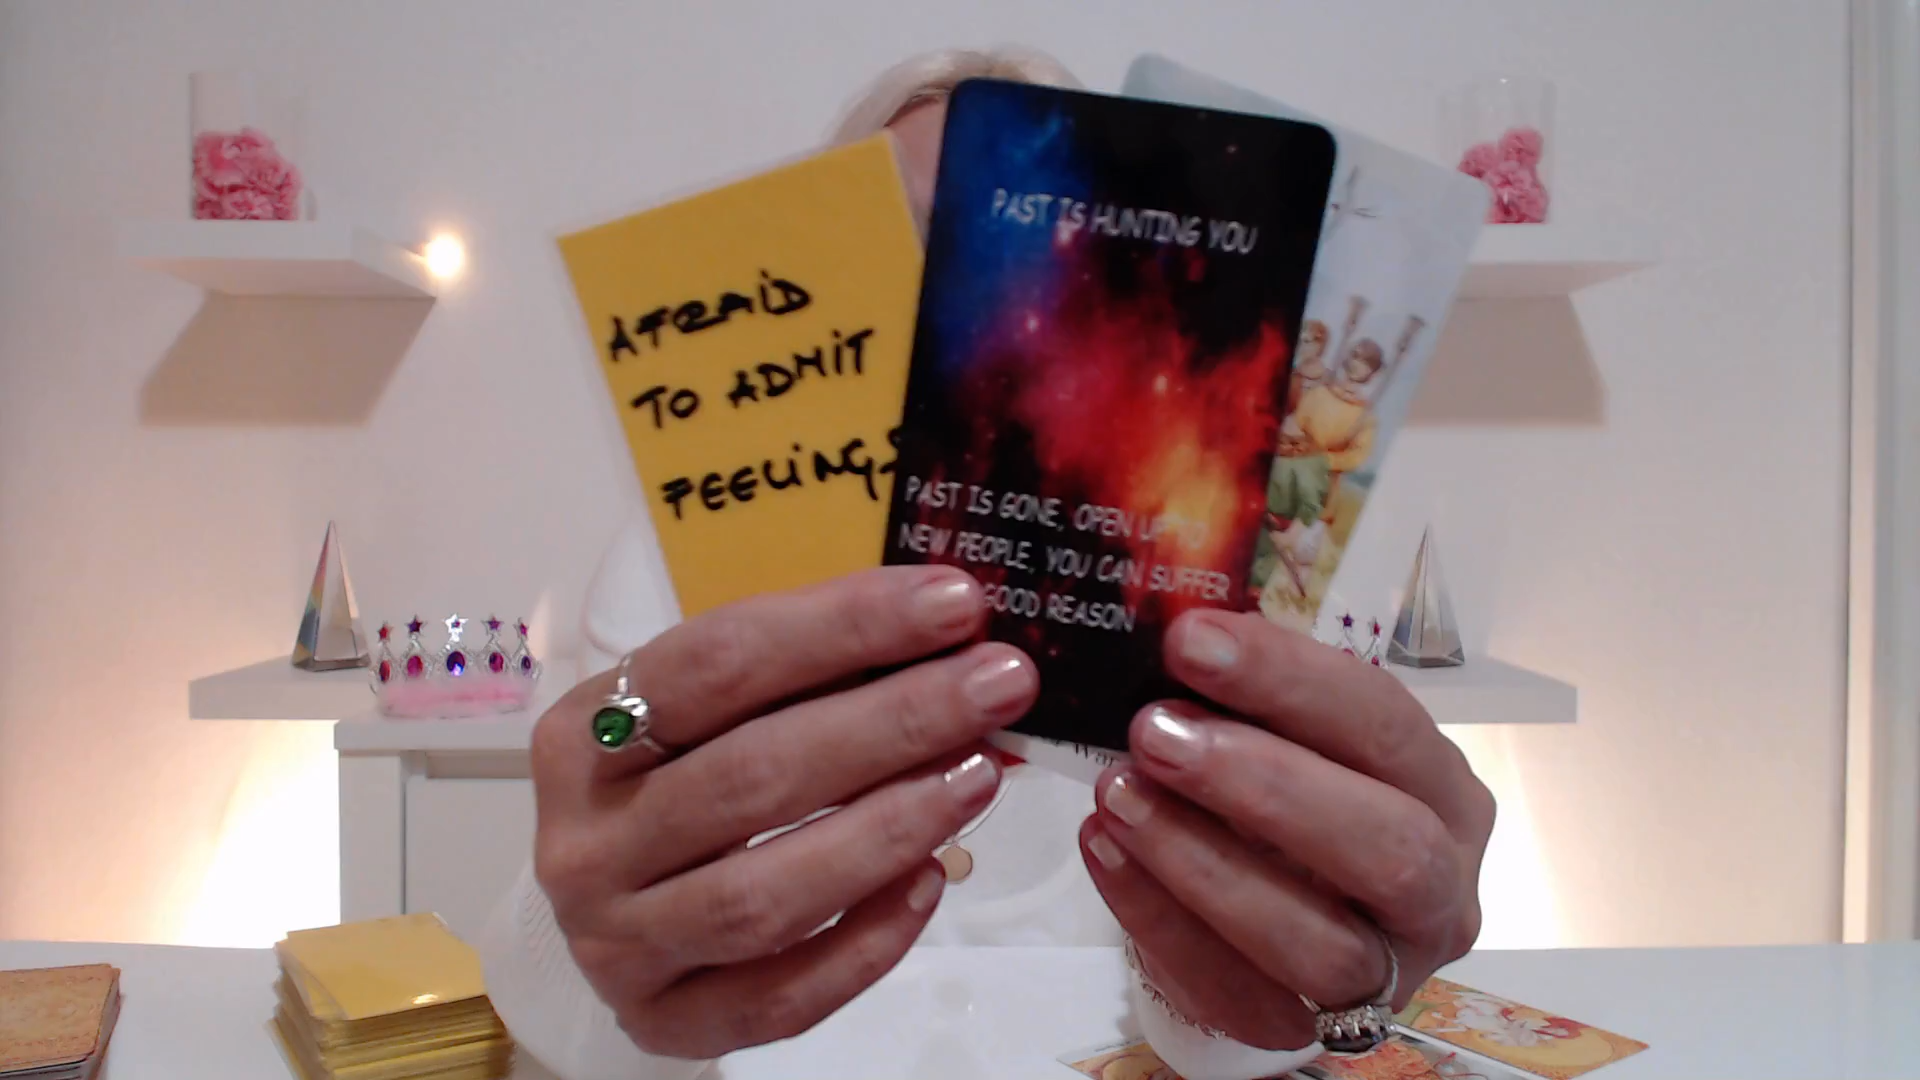 AFRAID
TO ADMIT
FEELINGS
PAST IS HUNTING YOU
PAST IS GONE, OPEN UP TO
NEW PEOPLE, YOU CAN SUFFER
GOOD REASON